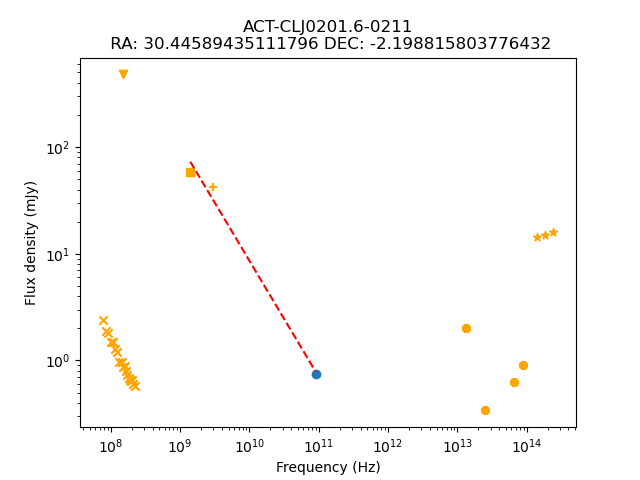 ACT-CLJ0201.6-0211
RA: 30.44589435111796 DEC: -2.198815803776432
Flux density (mJy)
10²
10¹
10⁰
10⁸ 10⁹ 10¹⁰ 10¹¹ 10¹² 10¹³ 10¹⁴
Frequency (Hz)